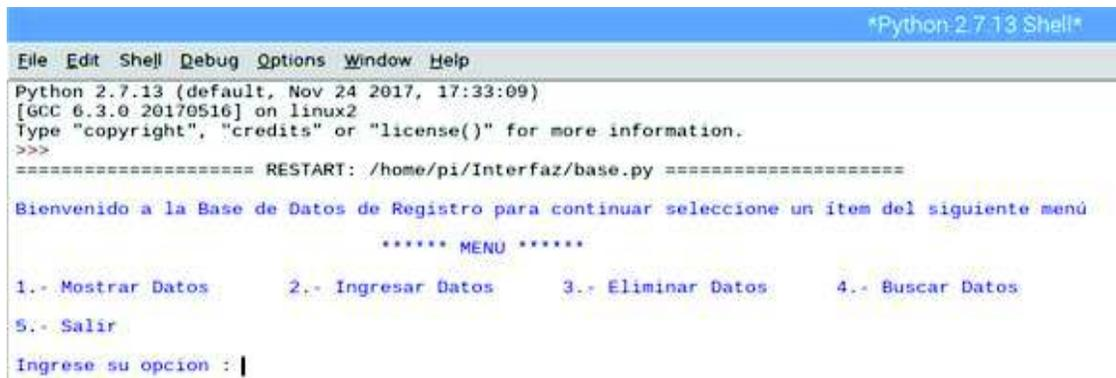 *Python 2.7.13 Shell*
File Edit Shell Debug Options Window Help
Python 2.7.13 (default, Nov 24 2017, 17:33:09)
[GCC 6.3.0 20170516] on linux2
Type "copyright", "credits" or "license()" for more information.
>>>
===================== RESTART: /home/pi/Interfaz/base.py =====================
Bienvenido a la Base de Datos de Registro para continuar seleccione un ítem del siguiente menú
****** MENU ******
1.- Mostrar Datos 2.- Ingresar Datos 3.- Eliminar Datos 4.- Buscar Datos
5.- Salir
Ingrese su opcion :